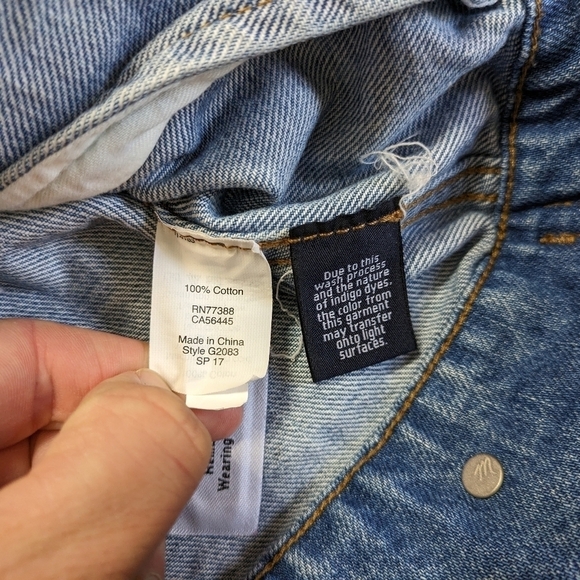 100% Cotton
RN77388
CA56445
Made in China
Style G2083
SP 17
Due to this
wash process
and the nature
of indigo dyes,
the color from
this garment
may transfer
onto light
surfaces.
Wearing